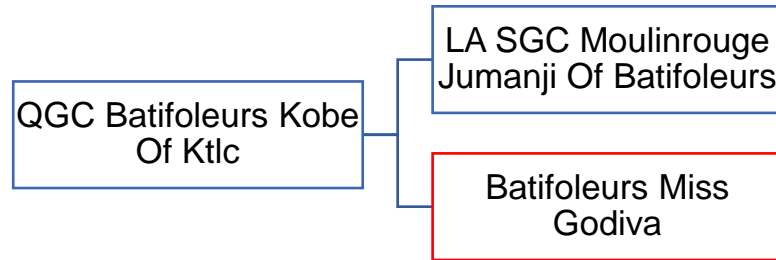 LA SGC Moulinrouge
Jumanji Of Batifoleurs
QGC Batifoleurs Kobe
Of Ktlc
Batifoleurs Miss
Godiva